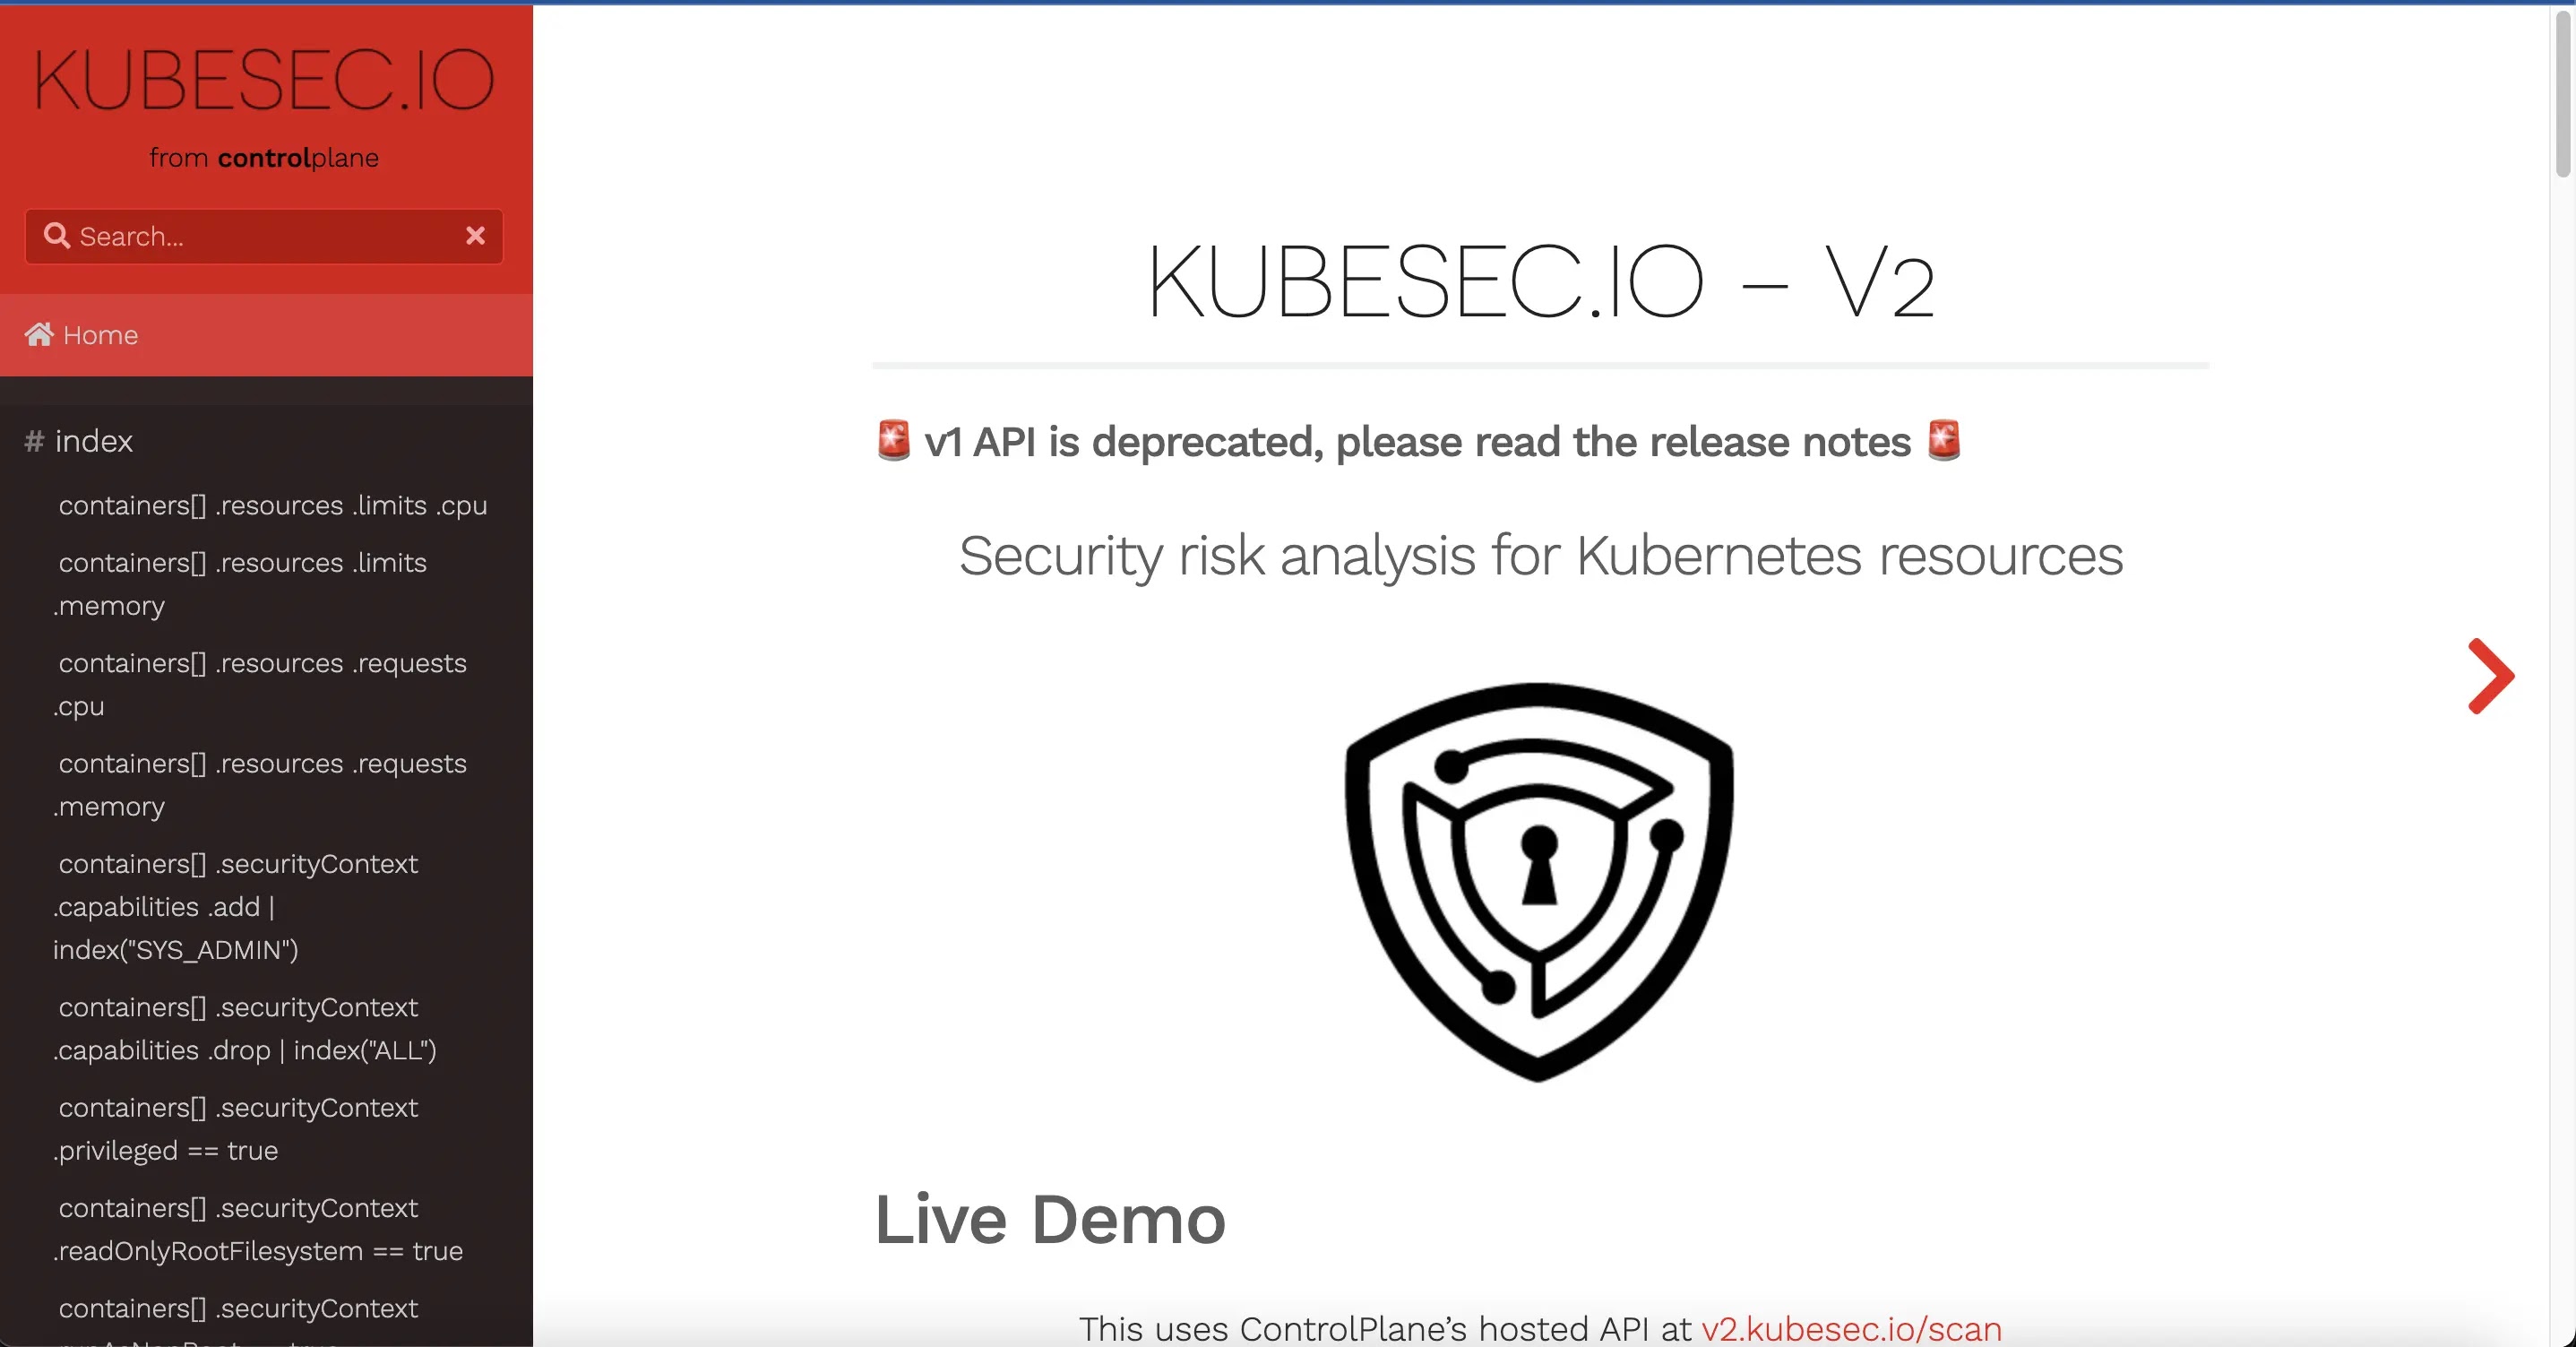 KUBESEC.IO
from controlplane
Search...
Home
# index
containers[] .resources .limits .cpu
containers[] .resources .limits
.memory
containers[] .resources .requests
.cpu
containers[] .resources .requests
.memory
containers[] .securityContext
.capabilities .add |
index("SYS_ADMIN")
containers[] .securityContext
.capabilities .drop | index("ALL")
containers[] .securityContext
.privileged == true
containers[] .securityContext
.readOnlyRootFilesystem == true
containers[] .securityContext
KUBESEC.IO – V2
v1 API is deprecated, please read the release notes
Security risk analysis for Kubernetes resources
Live Demo
This uses ControlPlane’s hosted API at v2.kubesec.io/scan